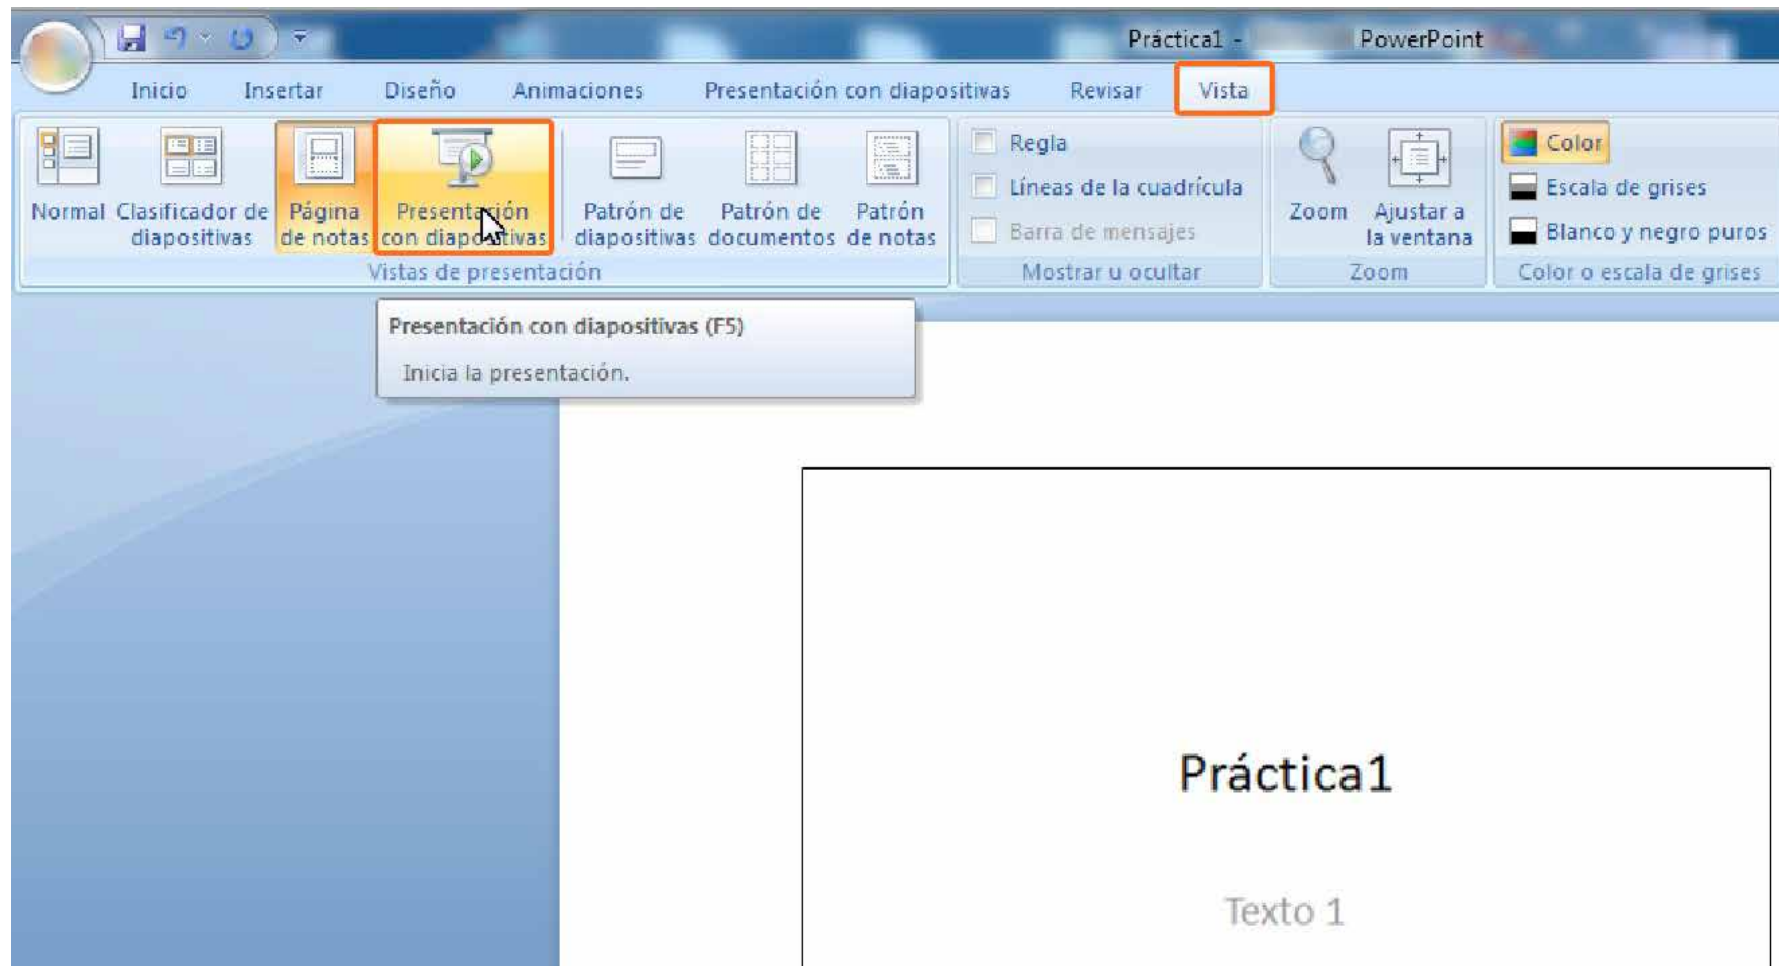 Práctica1 - PowerPoint
Inicio Insertar Diseño Animaciones Presentación con diapositivas Revisar Vista
Normal
Clasificador de
diapositivas
Página
de notas
Presentación
con diapositivas
Patrón de
diapositivas
Patrón de
documentos
Patrón
de notas
Vistas de presentación
Regla
Líneas de la cuadrícula
Barra de mensajes
Mostrar u ocultar
Zoom
Ajustar a
la ventana
Zoom
Color
Escala de grises
Blanco y negro puros
Color o escala de grises
Presentación con diapositivas (F5)
Inicia la presentación.
Práctica1
Texto 1